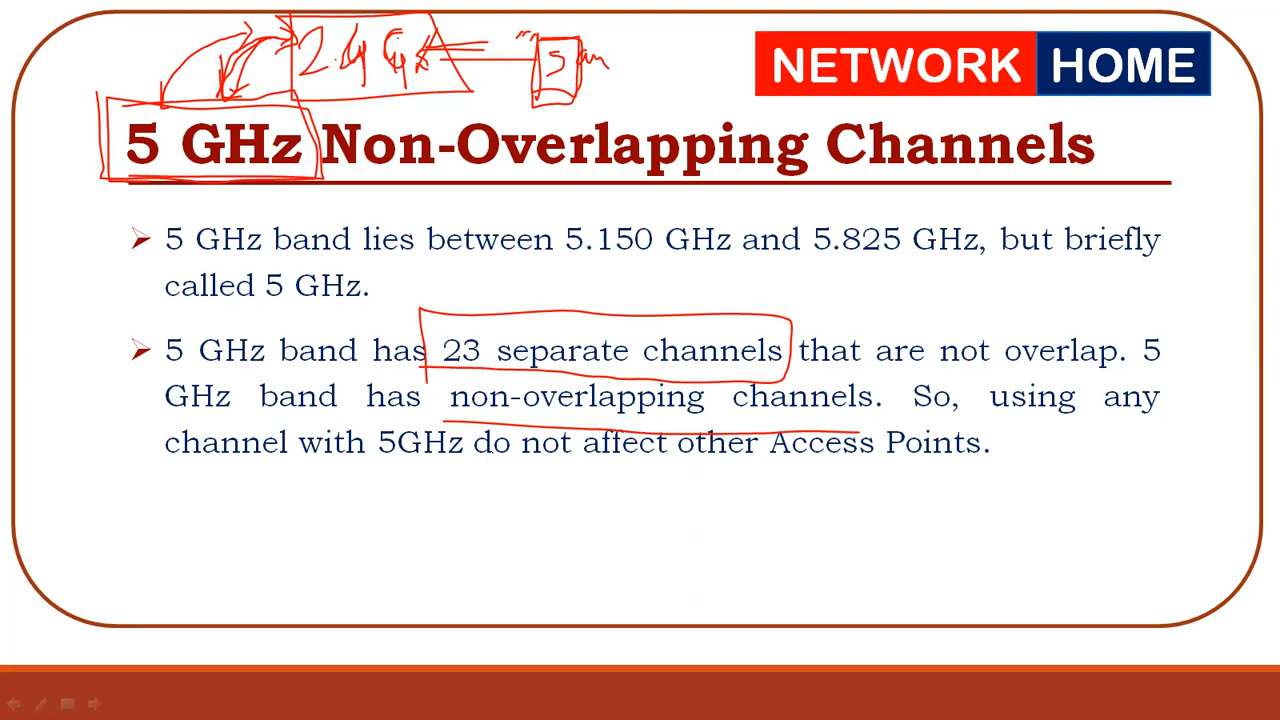 2.4 GHz
5
NETWORK HOME
5 GHz Non-Overlapping Channels
5 GHz band lies between 5.150 GHz and 5.825 GHz, but briefly
called 5 GHz.
5 GHz band has 23 separate channels that are not overlap. 5
GHz band has non-overlapping channels. So, using any
channel with 5GHz do not affect other Access Points.